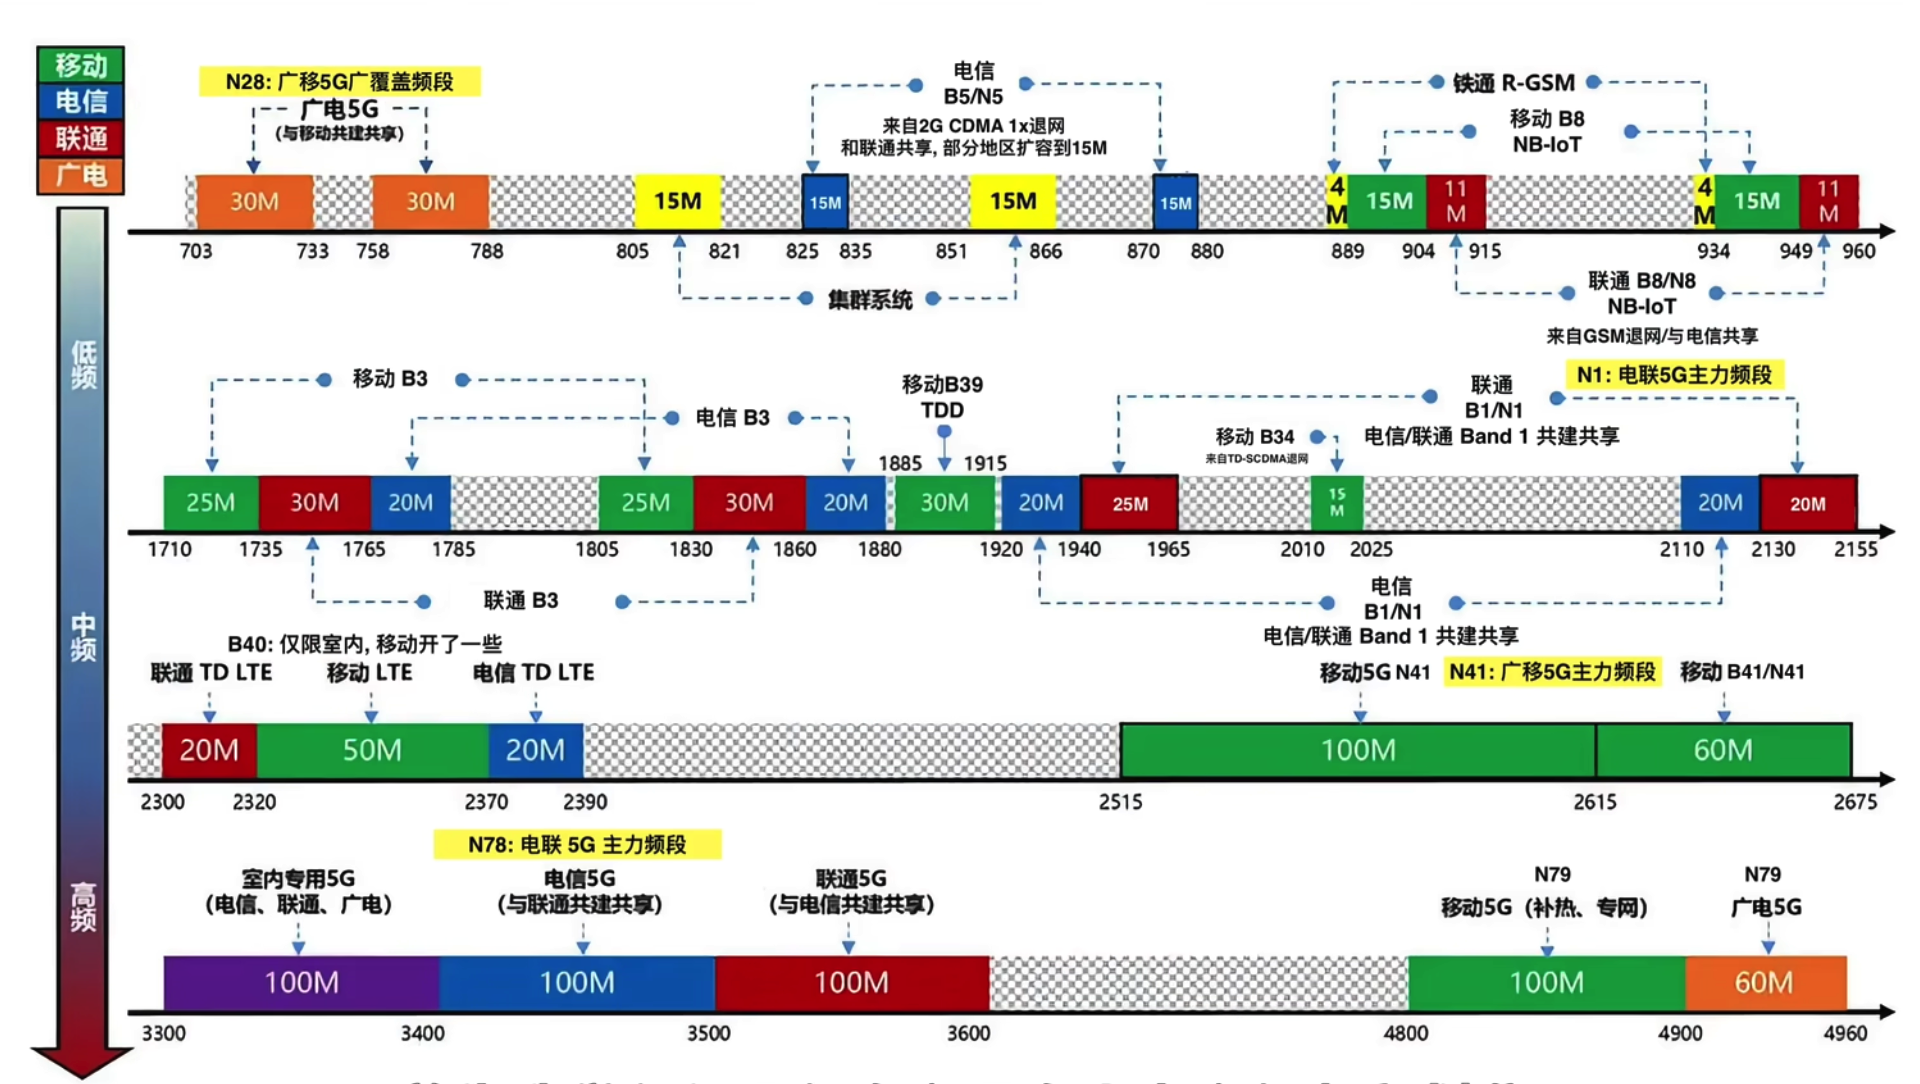 移动
电信
联通
广电
低频
中频
高频
N28: 广移5G广覆盖频段
广电5G
(与移动共建共享)
电信
B5/N5
来自2G CDMA 1x退网
和联通共享, 部分地区扩容到15M
铁通 R-GSM
移动 B8
NB-IoT
30M 30M 15M 15M 15M 15M 4M 15M 11M 4M 15M 11M
703 733 758 788 805 821 825 835 851 866 870 880 889 904 915 934 949 960
集群系统
联通 B8/N8
NB-IoT
来自GSM退网/与电信共享
移动 B3
电信 B3
移动B39
TDD
1885 1915
移动 B34
来自TD-SCDMA退网
联通
B1/N1
电信/联通 Band 1 共建共享
N1: 电联5G主力频段
25M 30M 20M 25M 30M 20M 30M 20M 25M 15M 20M 20M
1710 1735 1765 1785 1805 1830 1860 1880 1920 1940 1965 2010 2025 2110 2130 2155
联通 B3
电信
B1/N1
电信/联通 Band 1 共建共享
B40: 仅限室内, 移动开了一些
联通 TD LTE 移动 LTE 电信 TD LTE
移动5G N41 N41: 广移5G主力频段 移动 B41/N41
20M 50M 20M 100M 60M
2300 2320 2370 2390 2515 2615 2675
N78: 电联 5G 主力频段
室内专用5G
(电信、联通、广电)
电信5G
(与联通共建共享)
联通5G
(与电信共建共享)
N79
移动5G (补热、专网)
N79
广电5G
100M 100M 100M 100M 60M
3300 3400 3500 3600 4800 4900 4960